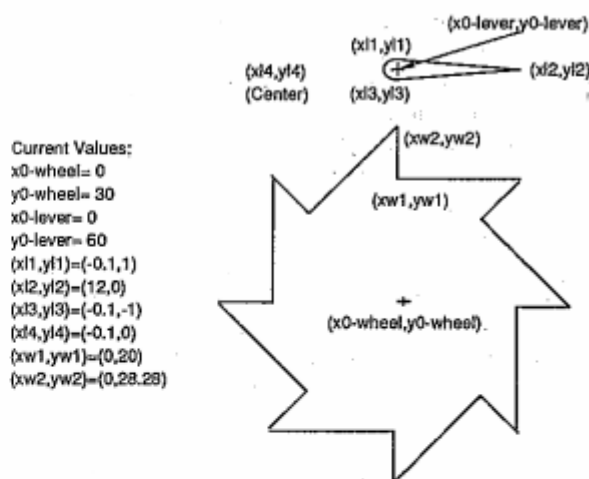 (x0-lever,y0-lever)
(xl1,yl1)
(xl4,yl4)
(xl2,yl2)
(Center)
(xl3,yl3)
(xw2,yw2)
Current Values:
x0-wheel= 0
y0-wheel= 30
x0-lever= 0
y0-lever= 60
(xl1,yl1)=(-0.1,1)
(xl2,yl2)=(12,0)
(xl3,yl3)=(-0.1,-1)
(xl4,yl4)=(-0.1,0)
(xw1,yw1)=(0,20)
(xw2,yw2)=(0,28.28)
(xw1,yw1)
(x0-wheel,y0-wheel)